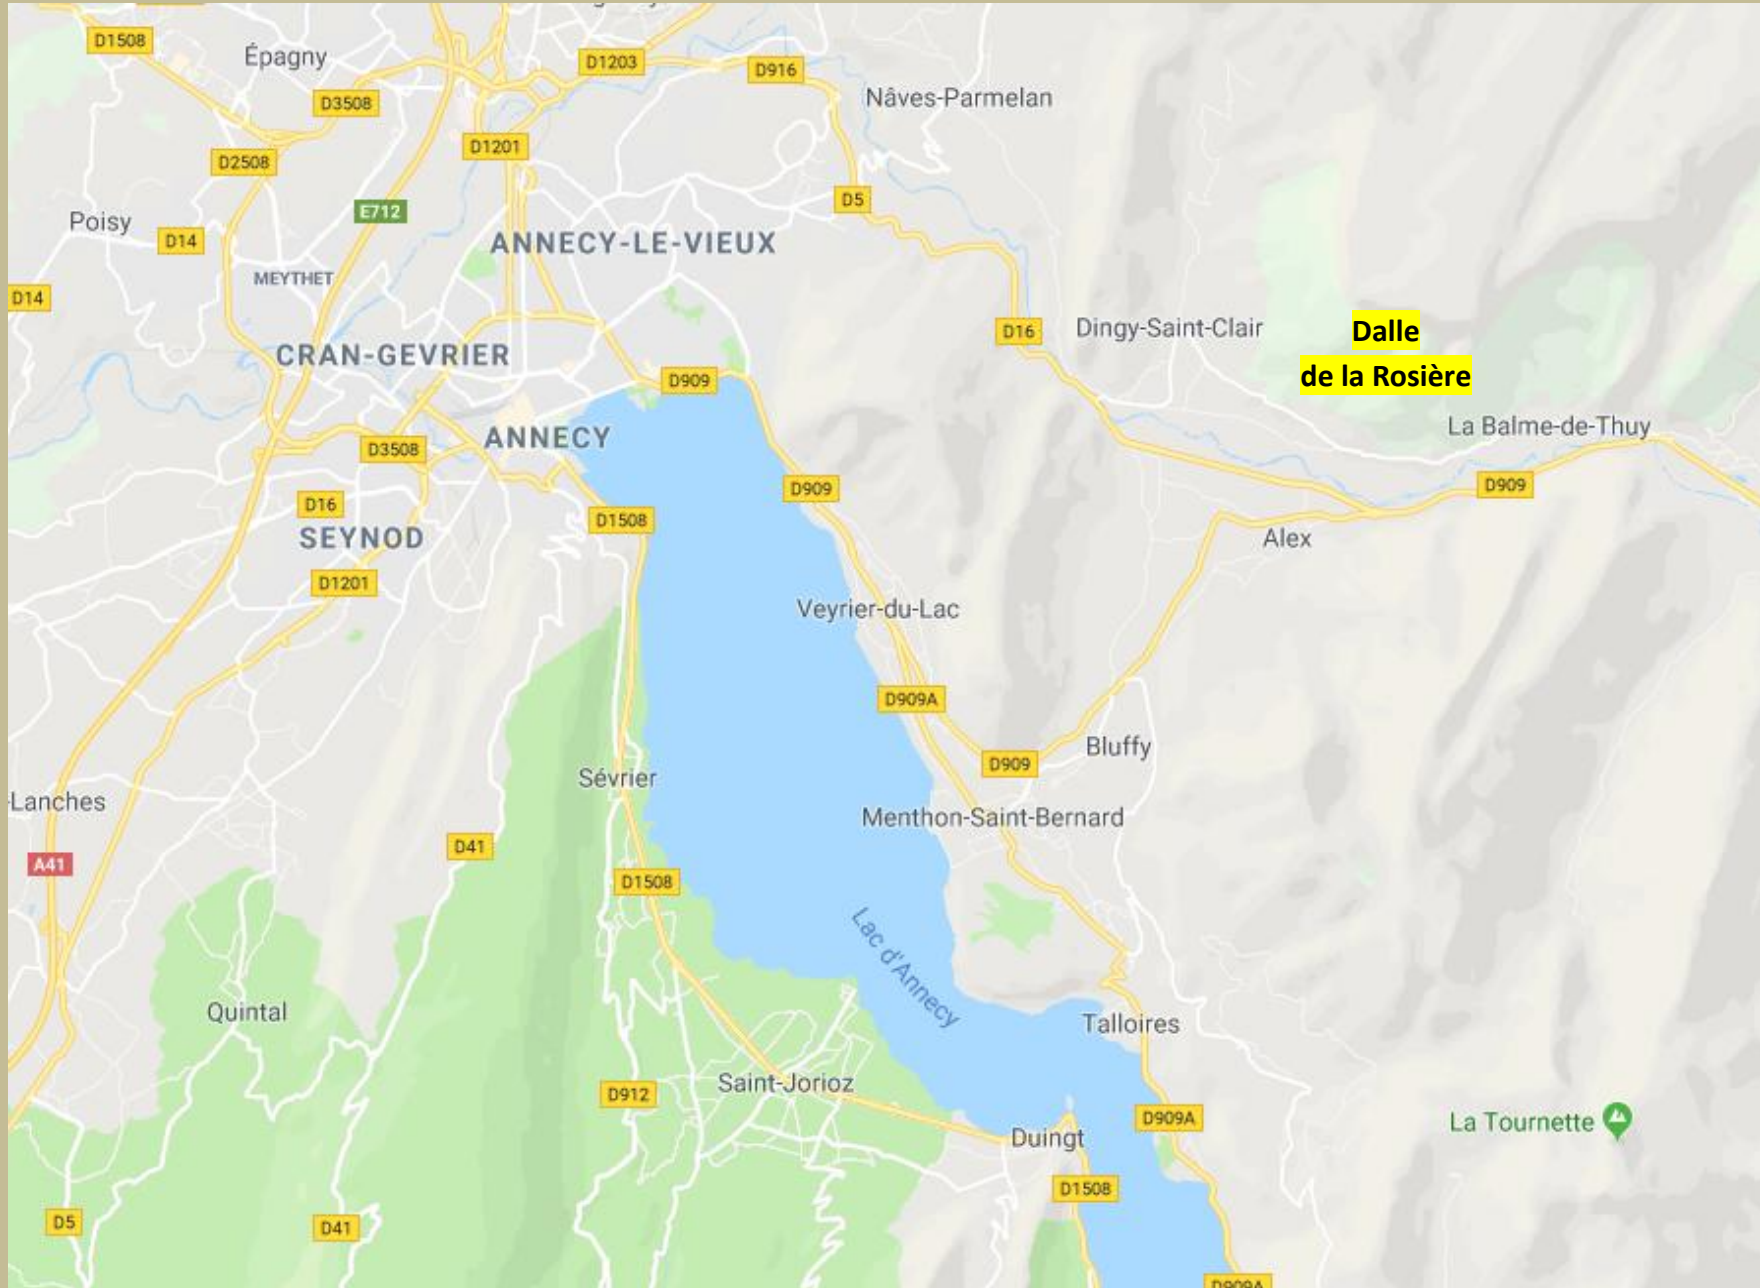 D1508
Épagny
D1203
D916
D3508
Nâves-Parmelan
D1201
D2508
D5
E712
Poisy
D14
ANNECY-LE-VIEUX
MEYTHET
D14
Dalle
de la Rosière
D16
Dingy-Saint-Clair
CRAN-GEVRIER
D909
La Balme-de-Thuy
ANNECY
D3508
D909
D909
D16
D1508
SEYNOD
Alex
D1201
Veyrier-du-Lac
D909A
Bluffy
D909
Sévrier
-Lanches
Menthon-Saint-Bernard
D41
A41
D1508
Lac d'Annecy
Quintal
Talloires
Saint-Jorioz
D912
D909A
La Tournette
Duingt
D1508
D5
D41
D909A